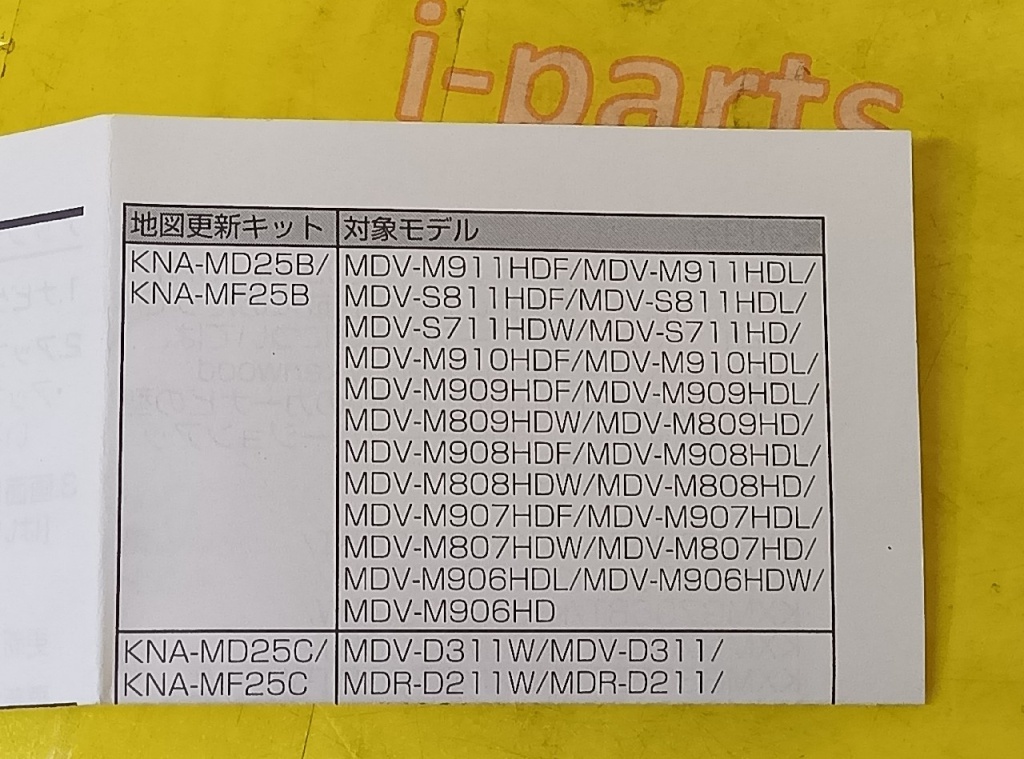 i-parts
地図更新キット 対象モデル
KNA-MD25B/ MDV-M911HDF/MDV-M911HDL/
KNA-MF25B MDV-S811HDF/MDV-S811HDL/
MDV-S711HDW/MDV-S711HD/
MDV-M910HDF/MDV-M910HDL/
MDV-M909HDF/MDV-M909HDL/
MDV-M809HDW/MDV-M809HD/
MDV-M908HDF/MDV-M908HDL/
MDV-M808HDW/MDV-M808HD/
MDV-M907HDF/MDV-M907HDL/
MDV-M807HDW/MDV-M807HD/
MDV-M906HDL/MDV-M906HDW/
MDV-M906HD
KNA-MD25C/ MDV-D311W/MDV-D311/
KNA-MF25C MDR-D211W/MDR-D211/